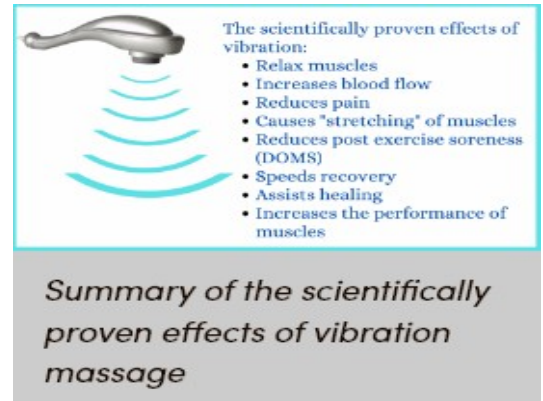 The scientifically proven effects of
vibration:
• Relax muscles
• Increases blood flow
• Reduces pain
• Causes "stretching" of muscles
• Reduces post exercise soreness
(DOMS)
• Speeds recovery
• Assists healing
• Increases the performance of
muscles
Summary of the scientifically
proven effects of vibration
massage